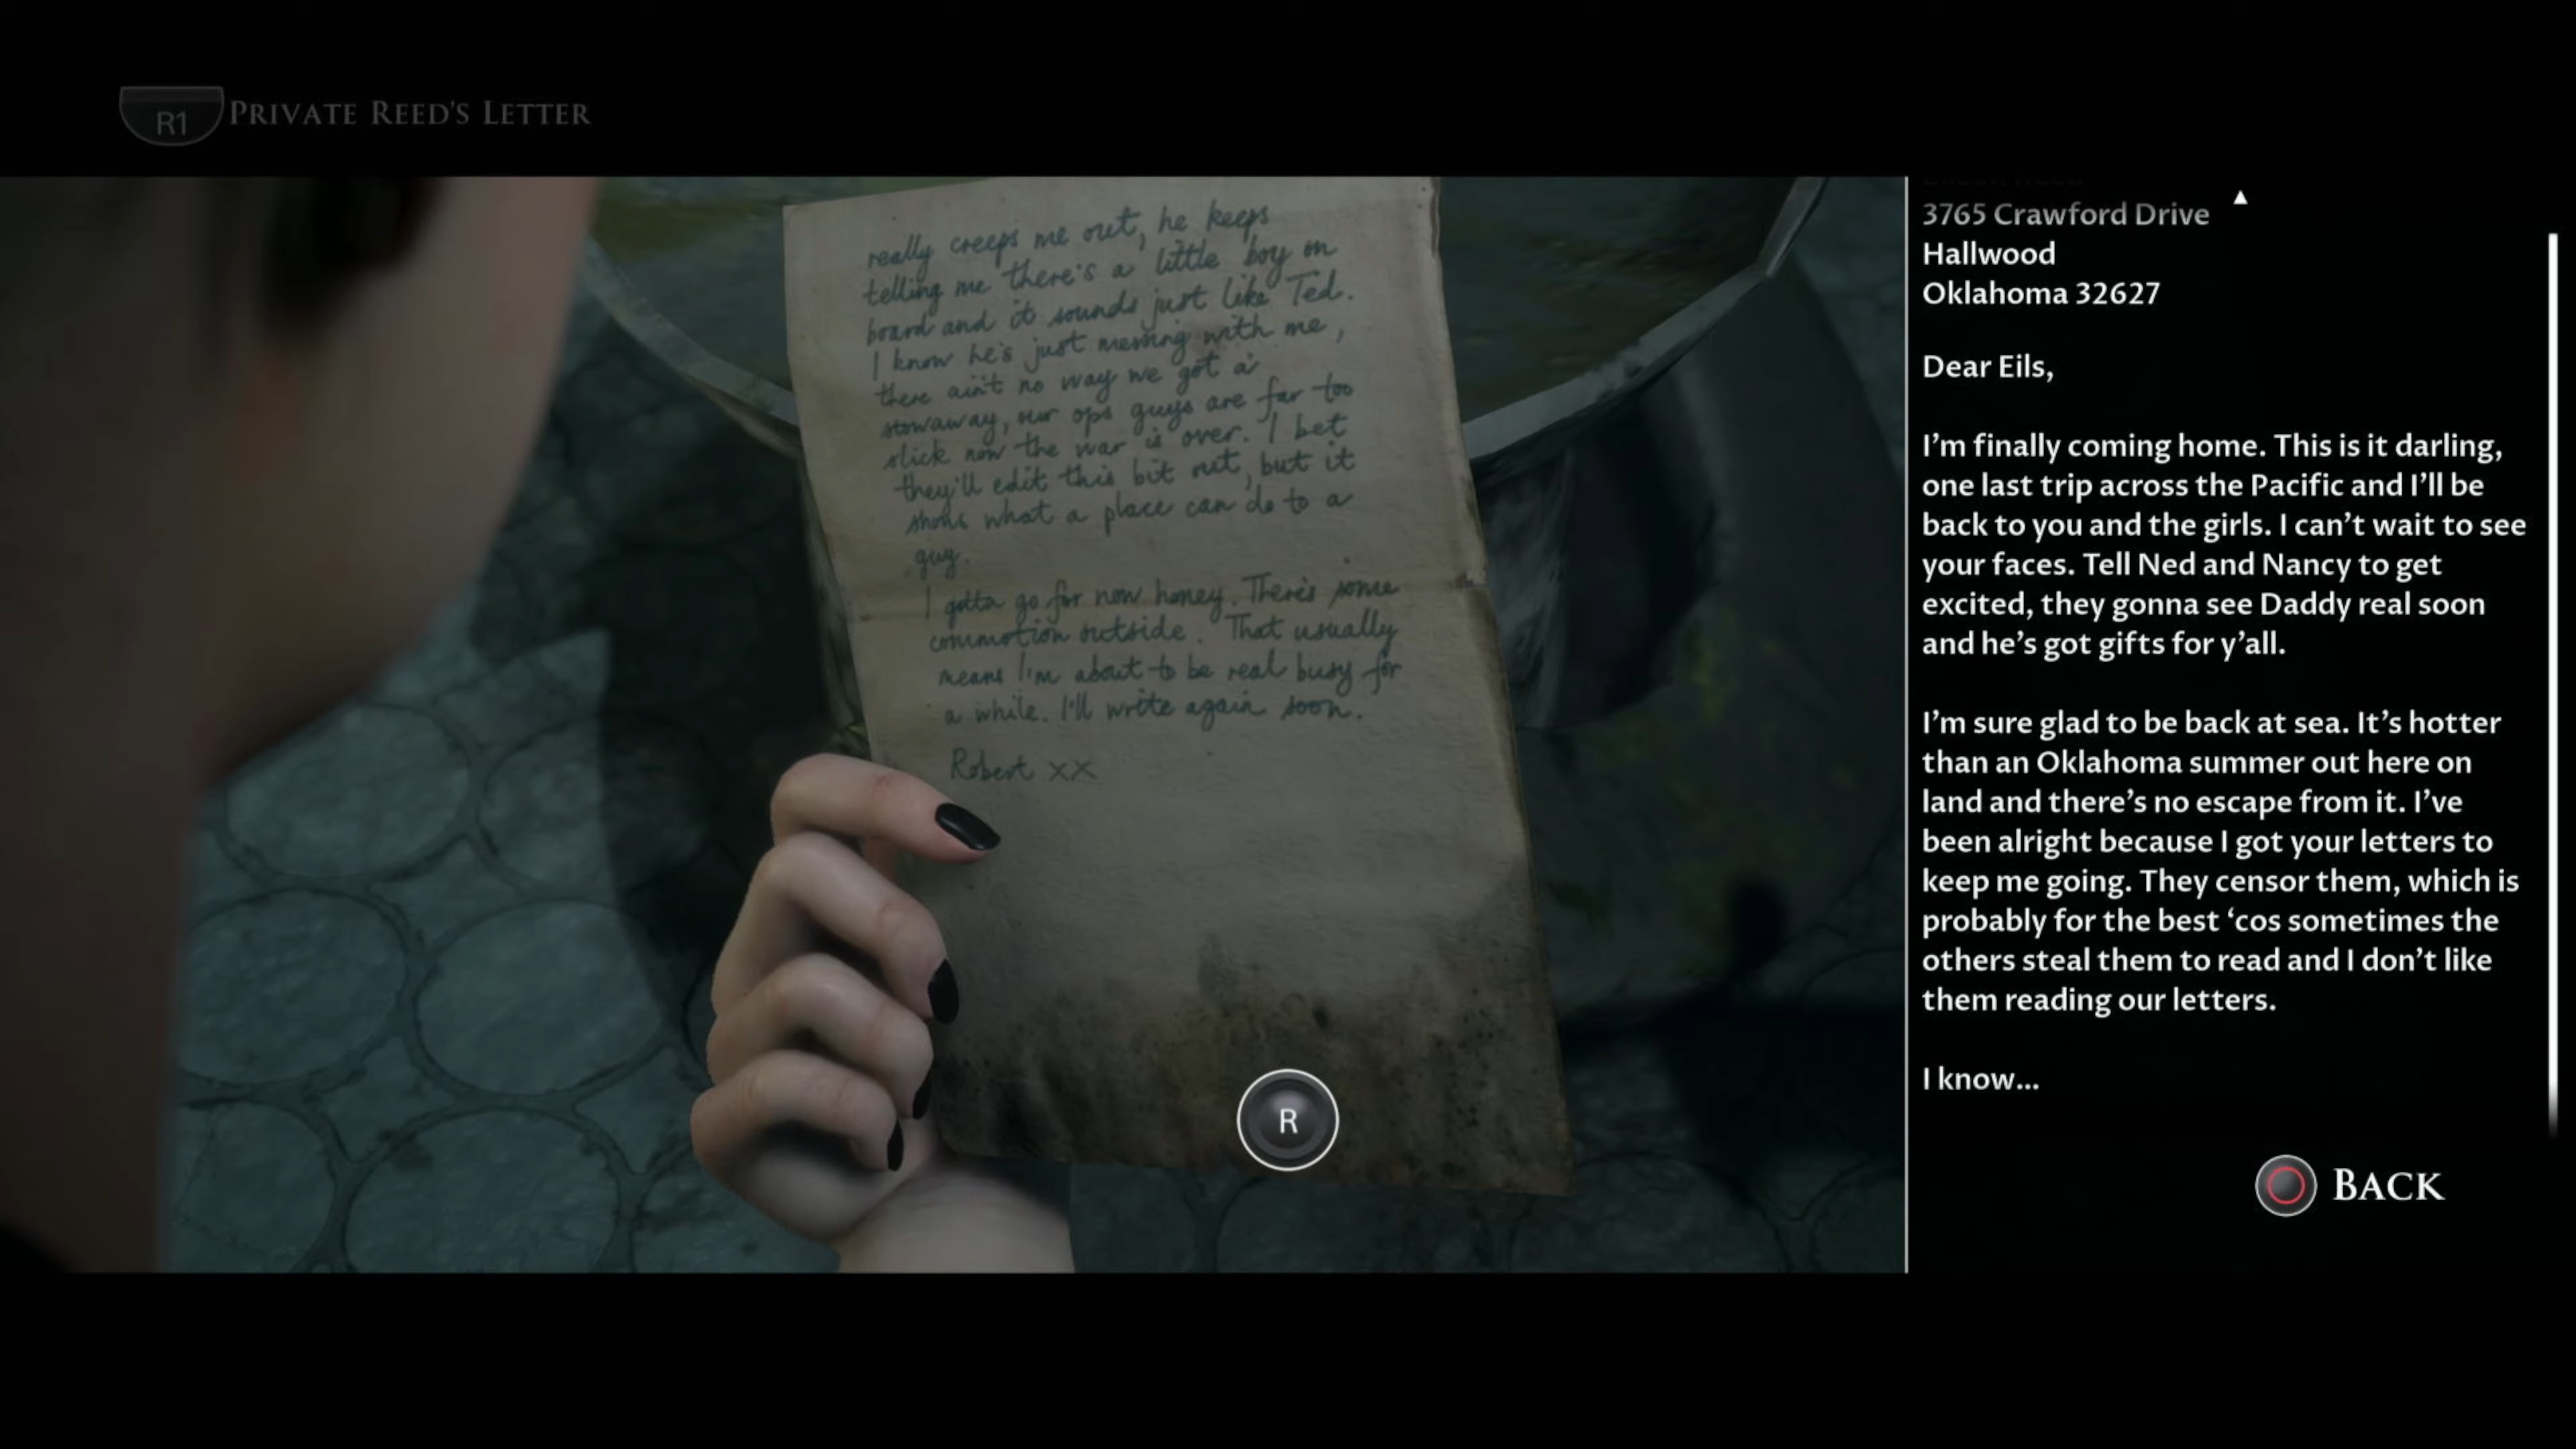 R1 PRIVATE REED'S LETTER
really creeps me out, he keeps
telling me there's a little boy on
board and it sounds just like Ted.
I know he's just messing with me,
there ain't no way we got a
stowaway, our ops guys are far too
slick now the war is over. I bet
they'll edit this bit out, but it
shows what a place can do to a
guy.
I gotta go for now honey. There's some
commotion outside. That usually
means I'm about to be real busy for
a while. I'll write again soon.
Robert xx
R
3765 Crawford Drive
Hallwood
Oklahoma 32627
Dear Eils,
I'm finally coming home. This is it darling,
one last trip across the Pacific and I'll be
back to you and the girls. I can't wait to see
your faces. Tell Ned and Nancy to get
excited, they gonna see Daddy real soon
and he's got gifts for y'all.
I'm sure glad to be back at sea. It's hotter
than an Oklahoma summer out here on
land and there's no escape from it. I've
been alright because I got your letters to
keep me going. They censor them, which is
probably for the best ‘cos sometimes the
others steal them to read and I don't like
them reading our letters.
I know...
BACK